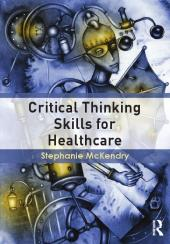 Critical Thinking
Skills for
Healthcare
Stephanie McKendry
R